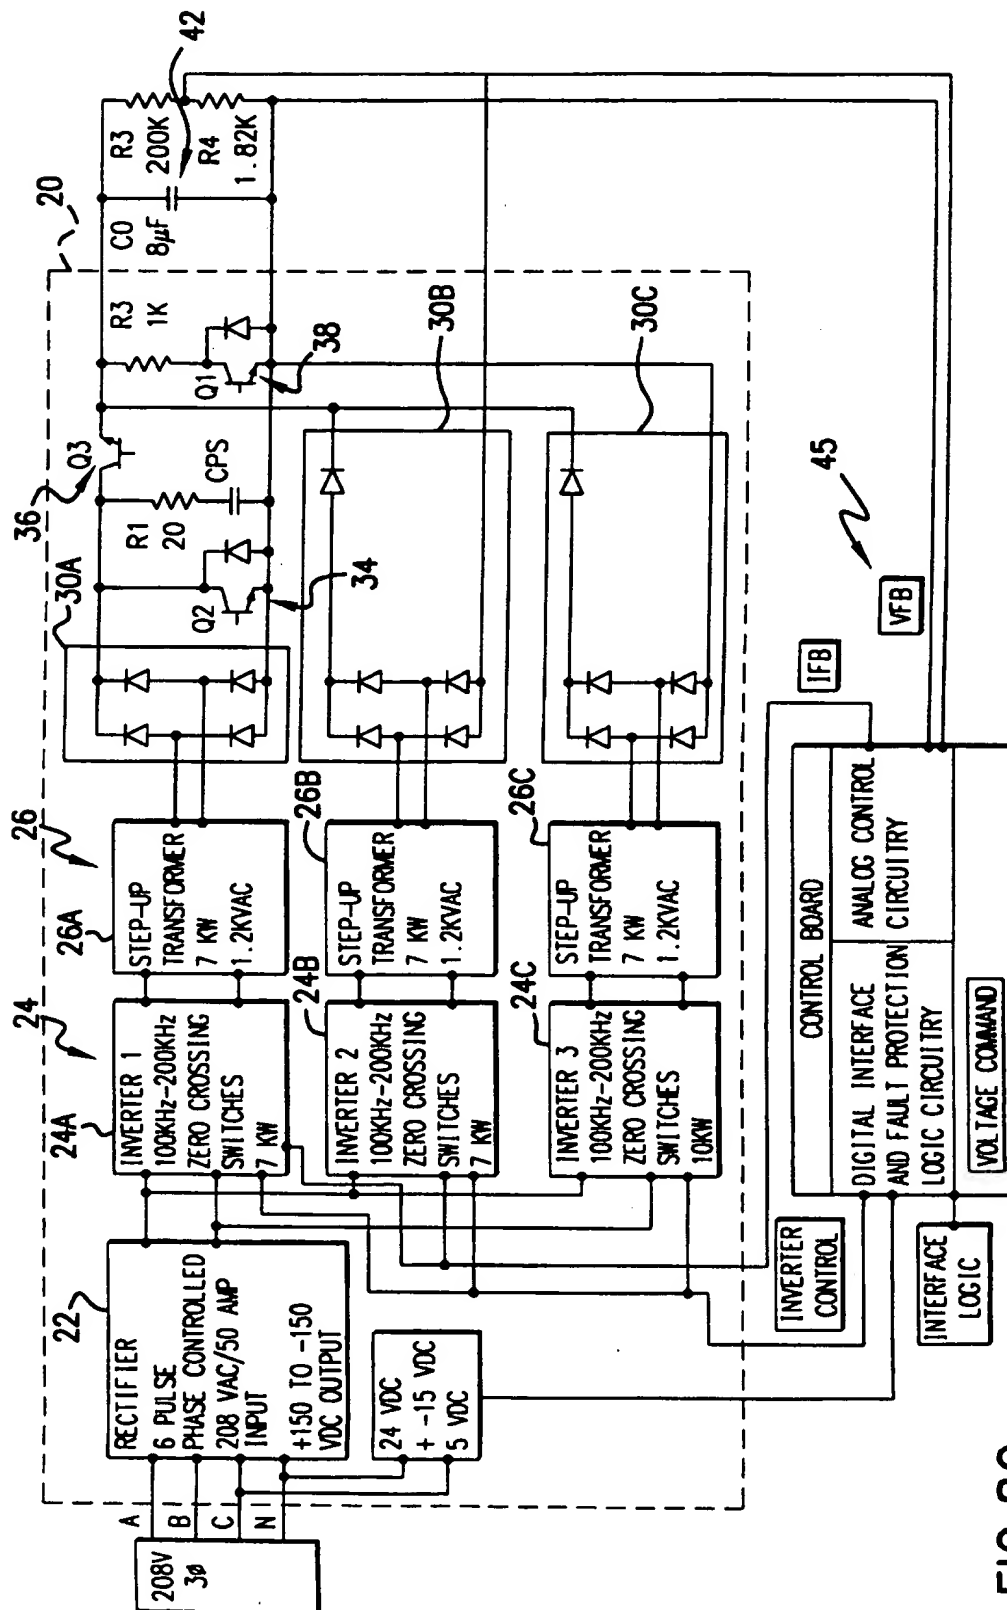 208V
3ø
A
B
C
N
22
RECTIFIER
6 PULSE
PHASE CONTROLLED
208 VAC/50 AMP
INPUT
+150 TO -150
VDC OUTPUT
24 VDC
+ -15 VDC
5 VDC
24
24A
INVERTER 1
100KHz-200KHz
ZERO CROSSING
SWITCHES
7 KW
24B
INVERTER 2
100KHz-200KHz
ZERO CROSSING
SWITCHES
7 KW
24C
INVERTER 3
100KHz-200KHz
ZERO CROSSING
SWITCHES
10KW
26
26A
STEP-UP
TRANSFORMER
7 KW
1.2KVAC
26B
STEP-UP
TRANSFORMER
7 KW
1.2KVAC
26C
STEP-UP
TRANSFORMER
7 KW
1.2KVAC
30A
36
Q3
Q2
34
R1
20
CPS
R3
1K
Q1
38
20
CO
8µF
R3
200K
R4
1.82K
42
30B
30C
45
IFB
VFB
INVERTER
CONTROL
INTERFACE
LOGIC
CONTROL BOARD
DIGITAL INTERFACE
AND FAULT PROTECTION
LOGIC CIRCUITRY
ANALOG CONTROL
CIRCUITRY
VOLTAGE COMMAND